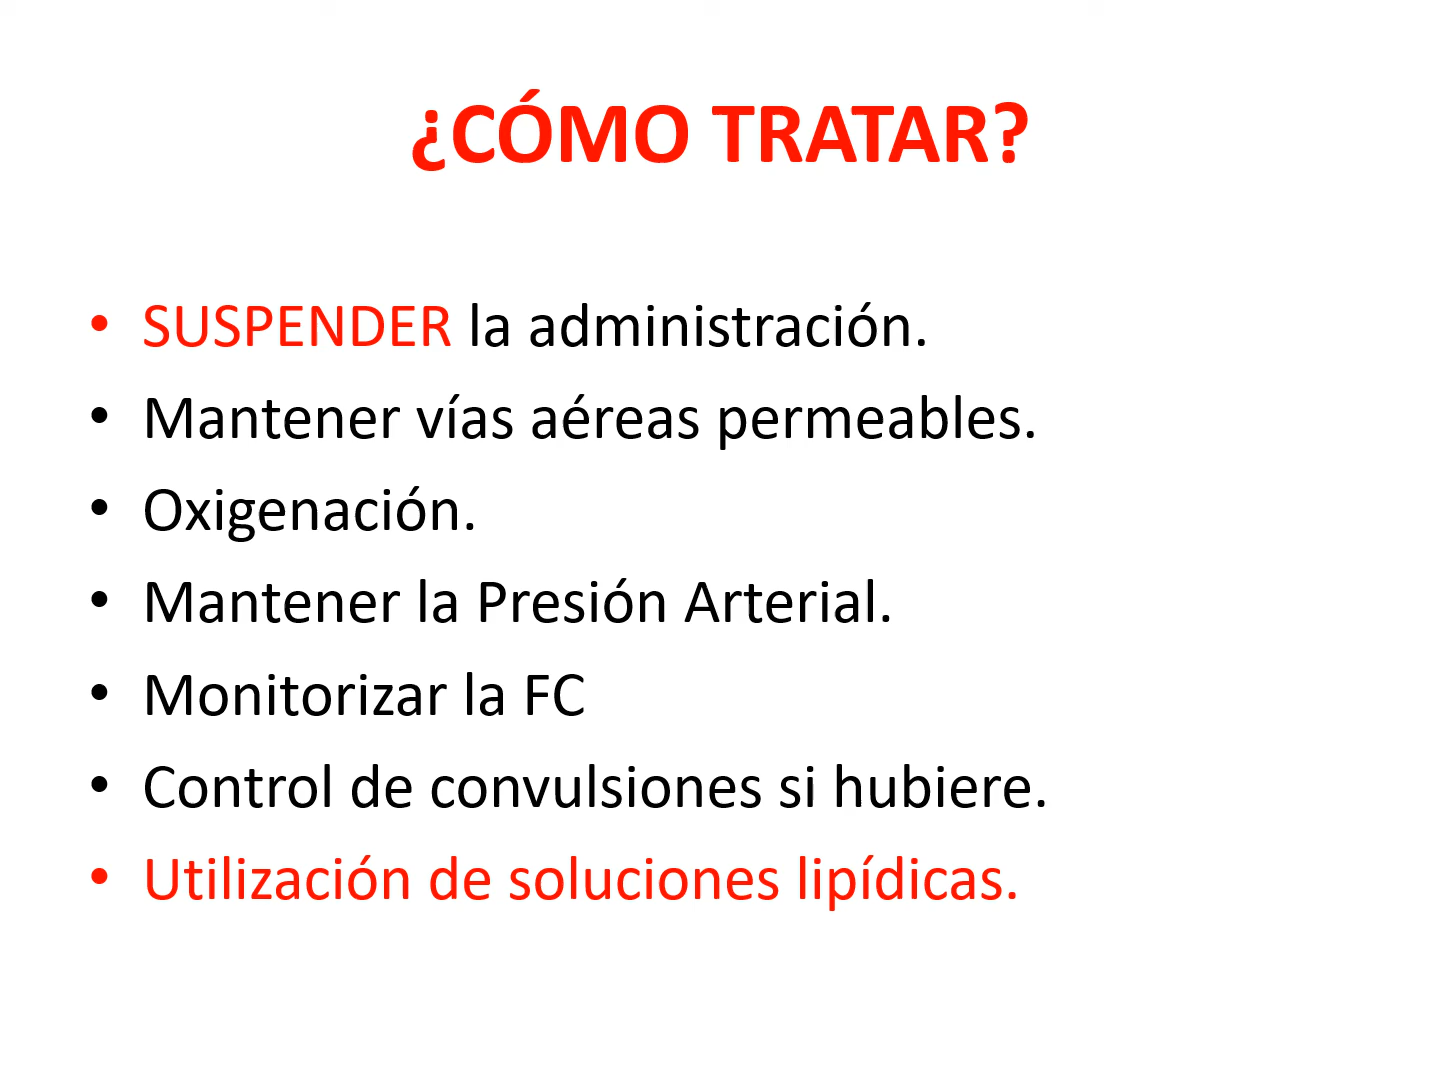 ¿CÓMO TRATAR?
• SUSPENDER la administración.
• Mantener vías aéreas permeables.
• Oxigenación.
• Mantener la Presión Arterial.
• Monitorizar la FC
• Control de convulsiones si hubiere.
• Utilización de soluciones lipídicas.